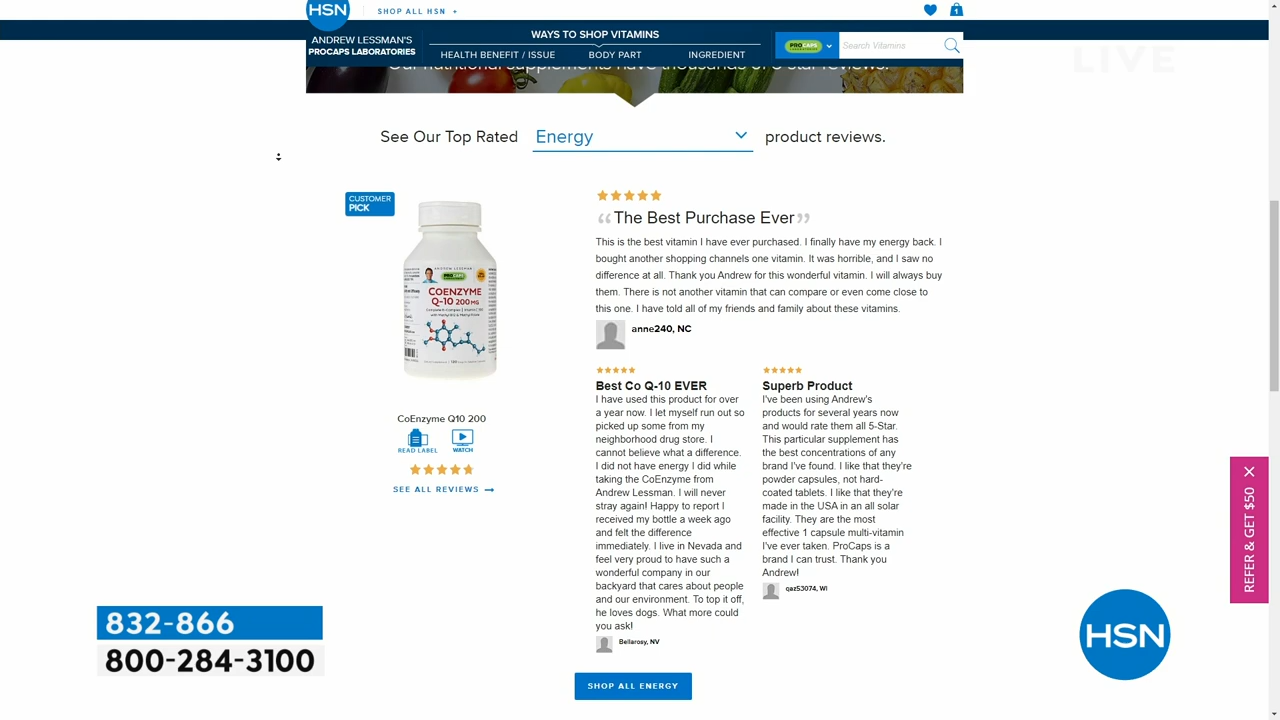 HSN
SHOP ALL HSN +
1
ANDREW LESSMAN'S
PROCAPS LABORATORIES
WAYS TO SHOP VITAMINS
HEALTH BENEFIT / ISSUE
BODY PART
INGREDIENT
PROCAPS
Search Vitamins
LIVE
Our nutritional supplements have thousands of 5-star reviews.
See Our Top Rated Energy product reviews.
CUSTOMER
PICK
ANDREW LESSMAN
PROCAPS
COENZYME
Q-10 200MG
CoEnzyme Q10 200
READ LABEL
WATCH
SEE ALL REVIEWS
“The Best Purchase Ever”
This is the best vitamin I have ever purchased. I finally have my energy back. I
bought another shopping channels one vitamin. It was horrible, and I saw no
difference at all. Thank you Andrew for this wonderful vitamin. I will always buy
them. There is not another vitamin that can compare or even come close to
this one. I have told all of my friends and family about these vitamins.
anne240, NC
Best Co Q-10 EVER
I have used this product for over
a year now. I let myself run out so
picked up some from my
neighborhood drug store. I
cannot believe what a difference.
I did not have energy I did while
taking the CoEnzyme from
Andrew Lessman. I will never
stray again! Happy to report I
received my bottle a week ago
and felt the difference
immediately. I live in Nevada and
feel very proud to have such a
wonderful company in our
backyard that cares about people
and our environment. To top it off,
he loves dogs. What more could
you ask!
Bellarosy, NV
Superb Product
I've been using Andrew's
products for several years now
and would rate them all 5-Star.
This particular supplement has
the best concentrations of any
brand I've found. I like that they're
powder capsules, not hard-
coated tablets. I like that they're
made in the USA in an all solar
facility. They are the most
effective 1 capsule multi-vitamin
I've ever taken. ProCaps is a
brand I can trust. Thank you
Andrew!
qaz53074, WI
SHOP ALL ENERGY
REFER & GET $50
832-866
800-284-3100
HSN